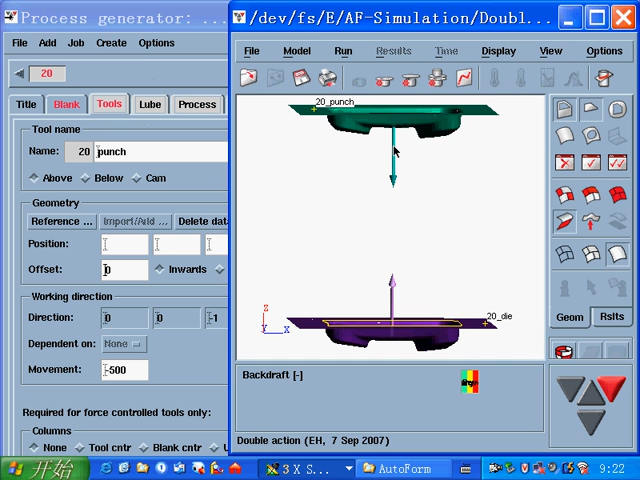 Process generator: ...
File Add Job Create Options
20
Title Blank Tools Lube Process
Tool name
Name: 20 punch
Above Below Cam
Geometry
Reference ... Import/Add ... Delete data
Position:
Offset: 0 Inwards
Working direction
Direction: 0 0 -1
Dependent on: None
Movement: -500
Required for force controlled tools only:
Columns
None Tool cntr Blank cntr U
/dev/fs/E/AF-Simulation/Doubl...
File Model Run Results Time Display View Options
20_punch
20_die
Z
Y X
Geom Rslts
Backdraft [-]
Double action (EH, 7 Sep 2007)
开始
3 X S...
AutoForm
9:22